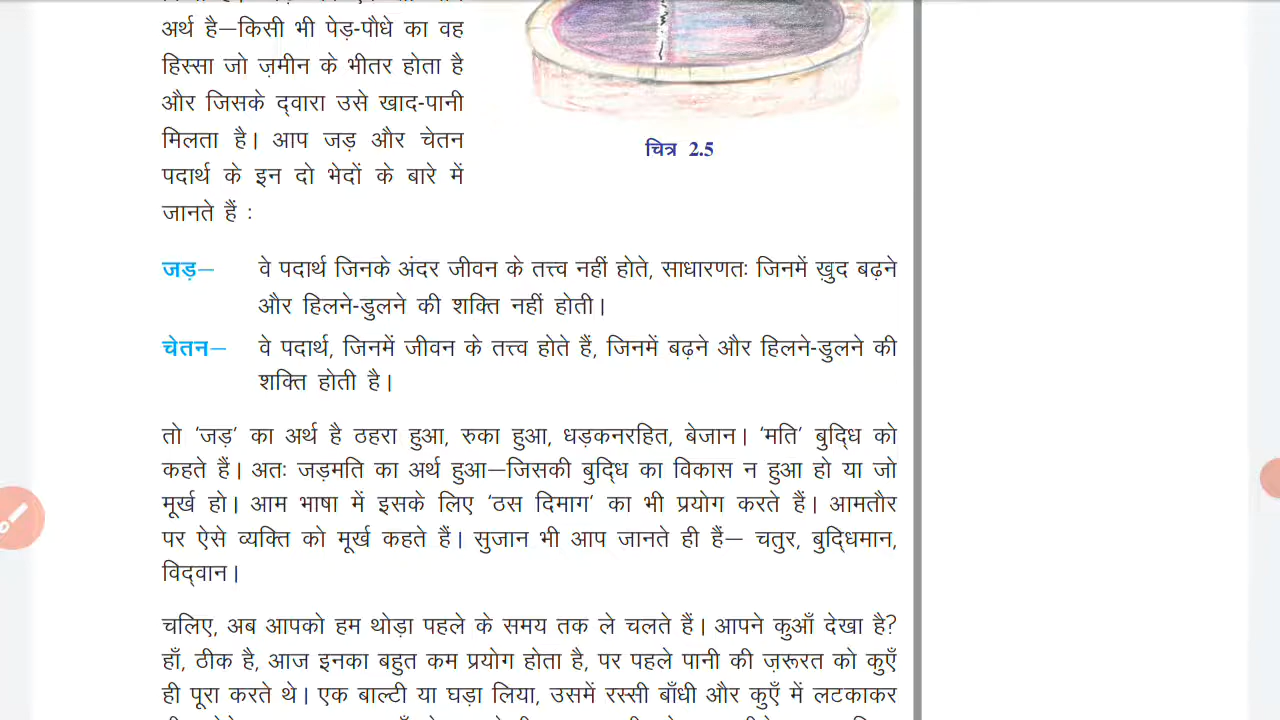 अर्थ है—किसी भी पेड़-पौधे का वह
हिस्सा जो ज़मीन के भीतर होता है
और जिसके द्वारा उसे खाद-पानी
मिलता है। आप जड़ और चेतन
पदार्थ के इन दो भेदों के बारे में
जानते हैं :
चित्र 2.5
जड़— वे पदार्थ जिनके अंदर जीवन के तत्त्व नहीं होते, साधारणतः जिनमें ख़ुद बढ़ने
और हिलने-डुलने की शक्ति नहीं होती।
चेतन— वे पदार्थ, जिनमें जीवन के तत्त्व होते हैं, जिनमें बढ़ने और हिलने-डुलने की
शक्ति होती है।
तो 'जड़' का अर्थ है ठहरा हुआ, रुका हुआ, धड़कनरहित, बेजान। 'मति' बुद्धि को
कहते हैं। अतः जड़मति का अर्थ हुआ—जिसकी बुद्धि का विकास न हुआ हो या जो
मूर्ख हो। आम भाषा में इसके लिए 'ठस दिमाग' का भी प्रयोग करते हैं। आमतौर
पर ऐसे व्यक्ति को मूर्ख कहते हैं। सुजान भी आप जानते ही हैं— चतुर, बुद्धिमान,
विद्वान।
चलिए, अब आपको हम थोड़ा पहले के समय तक ले चलते हैं। आपने कुआँ देखा है?
हाँ, ठीक है, आज इनका बहुत कम प्रयोग होता है, पर पहले पानी की ज़रूरत को कुएँ
ही पूरा करते थे। एक बाल्टी या घड़ा लिया, उसमें रस्सी बाँधी और कुएँ में लटकाकर